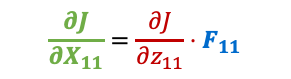 ∂J/∂X₁₁ = ∂J/∂z₁₁ · F₁₁